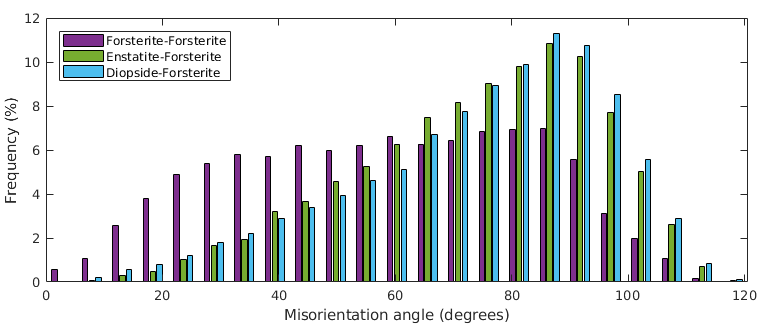 12
10
8
6
4
2
0
Frequency (%)
Forsterite-Forsterite
Enstatite-Forsterite
Diopside-Forsterite
0 20 40 60 80 100 120
Misorientation angle (degrees)